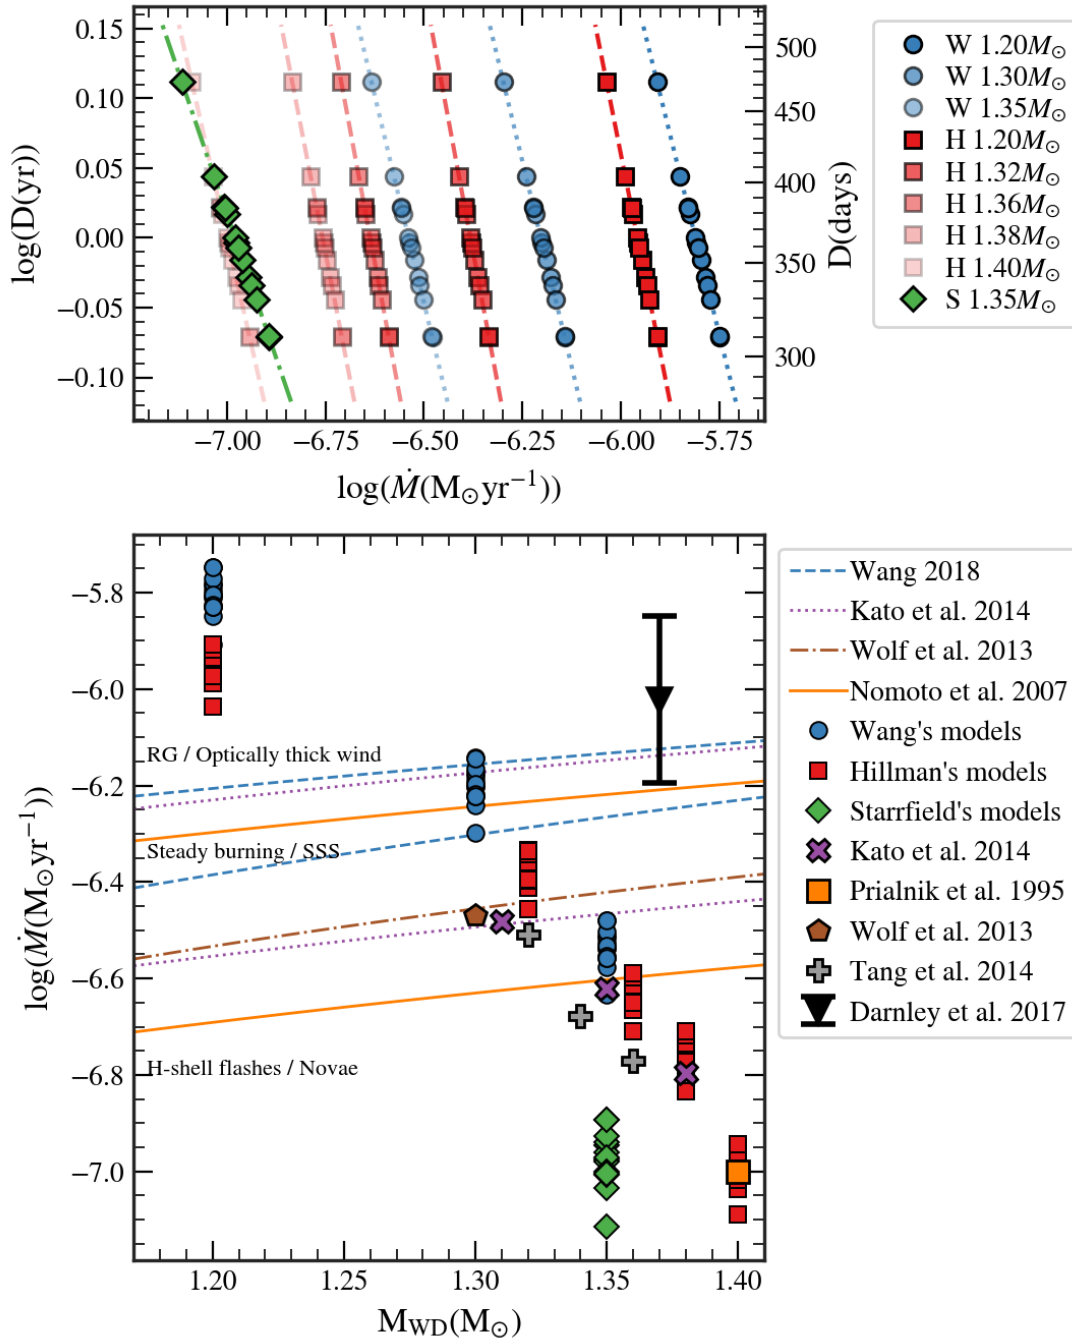 0.15
0.10
0.05
0.00
−0.05
−0.10
log(D(yr))
500
450
400
350
300
D(days)
−7.00
−6.75
−6.50
−6.25
−6.00
−5.75
log(Ṁ(M⊙yr⁻¹))
W 1.20M⊙
W 1.30M⊙
W 1.35M⊙
H 1.20M⊙
H 1.32M⊙
H 1.36M⊙
H 1.38M⊙
H 1.40M⊙
S 1.35M⊙
−5.8
−6.0
−6.2
−6.4
−6.6
−6.8
−7.0
log(Ṁ(M⊙yr⁻¹))
RG / Optically thick wind
Steady burning / SSS
H-shell flashes / Novae
1.20
1.25
1.30
1.35
1.40
M_WD(M⊙)
Wang 2018
Kato et al. 2014
Wolf et al. 2013
Nomoto et al. 2007
Wang's models
Hillman's models
Starrfield's models
Kato et al. 2014
Prialnik et al. 1995
Wolf et al. 2013
Tang et al. 2014
Darnley et al. 2017